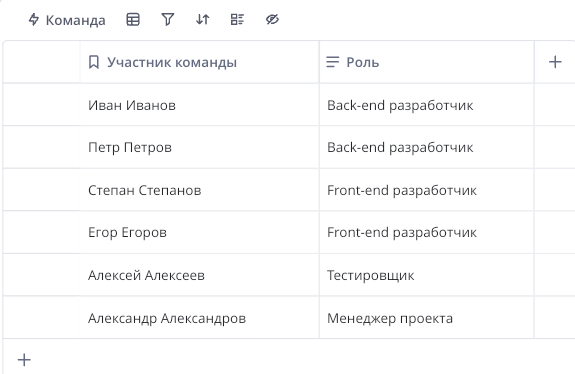 Команда
Участник команды Роль
Иван Иванов Back-end разработчик
Петр Петров Back-end разработчик
Степан Степанов Front-end разработчик
Егор Егоров Front-end разработчик
Алексей Алексеев Тестировщик
Александр Александров Менеджер проекта